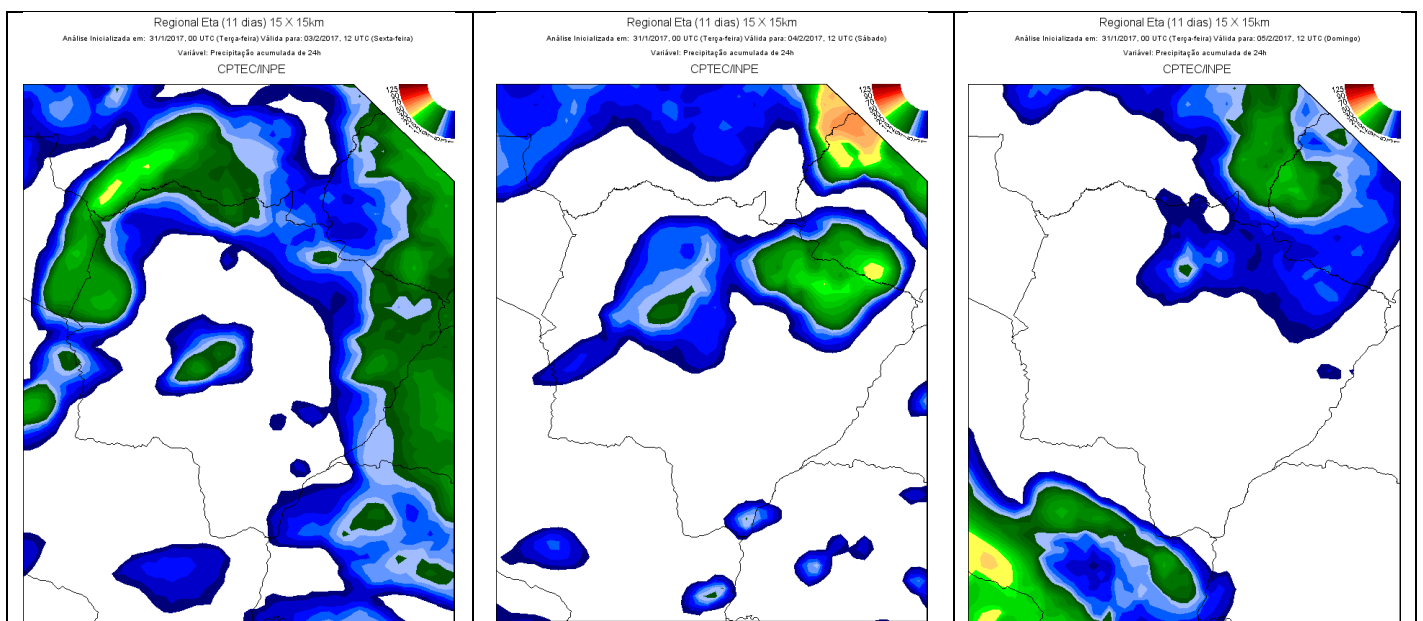 Regional Eta (11 dias) 15 X 15km
Análise Inicializada em: 31/1/2017, 00 UTC (Terça-feira) Válida para: 03/2/2017, 12 UTC (Sexta-feira)
Variável: Precipitação acumulada de 24h
CPTEC/INPE
Regional Eta (11 dias) 15 X 15km
Análise Inicializada em: 31/1/2017, 00 UTC (Terça-feira) Válida para: 04/2/2017, 12 UTC (Sábado)
Variável: Precipitação acumulada de 24h
CPTEC/INPE
Regional Eta (11 dias) 15 X 15km
Análise Inicializada em: 31/1/2017, 00 UTC (Terça-feira) Válida para: 05/2/2017, 12 UTC (Domingo)
Variável: Precipitação acumulada de 24h
CPTEC/INPE